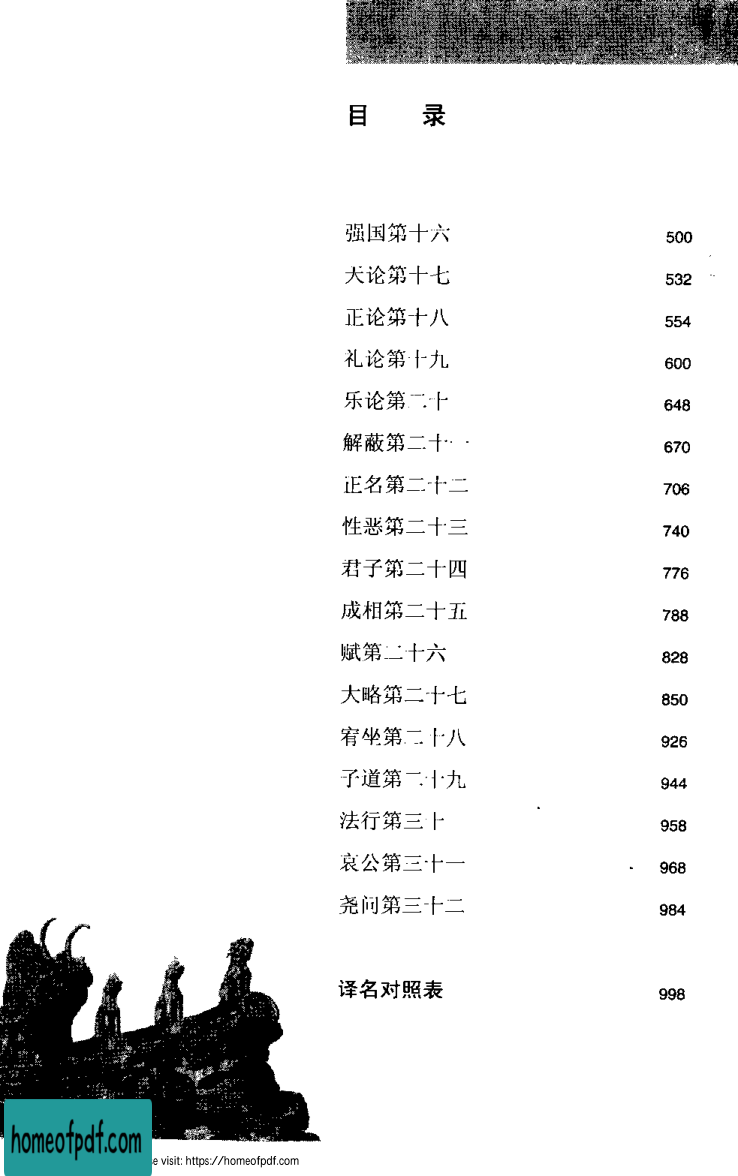 目 录
强国第十六 500
天论第十七 532
正论第十八 554
礼论第十九 600
乐论第二十 648
解蔽第二十一 670
正名第二十二 706
性恶第二十三 740
君子第二十四 776
成相第二十五 788
赋第二十六 828
大略第二十七 850
宥坐第二十八 926
子道第二十九 944
法行第三十 958
哀公第三十一 968
尧问第三十二 984
译名对照表 998
homeofpdf.com
e visit: https://homeofpdf.com